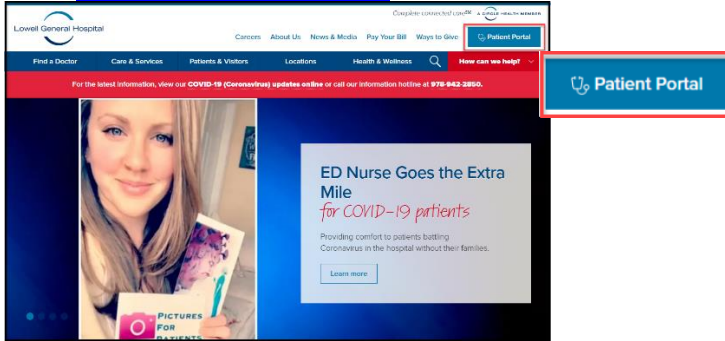 Complete connected care℠ A CIRCLE HEALTH MEMBER
Lowell General Hospital
Careers About Us News & Media Pay Your Bill Ways to Give Patient Portal
Find a Doctor Care & Services Patients & Visitors Locations Health & Wellness How can we help?
Patient Portal
For the latest information, view our COVID-19 (Coronavirus) updates online or call our information hotline at 978-942-2850.
ED Nurse Goes the Extra
Mile
for COVID-19 patients
Providing comfort to patients battling
Coronavirus in the hospital without their families.
Learn more
PICTURES
FOR
PATIENTS